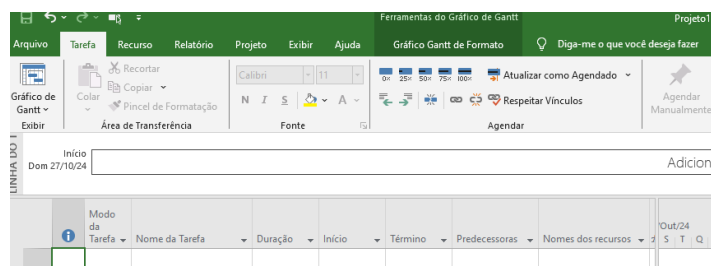 Ferramentas do Gráfico de Gantt Projeto1
Arquivo Tarefa Recurso Relatório Projeto Exibir Ajuda Gráfico Gantt de Formato Diga-me o que você deseja fazer
Gráfico de Gantt
Exibir
Colar
Recortar
Copiar
Pincel de Formatação
Área de Transferência
Calibri 11
N I S A
Fonte
0% 25% 50% 75% 100%
Atualizar como Agendado
Respeitar Vínculos
Agendar
Agendar
Manualmente
LINHA DO T
Início
Dom 27/10/24
Adicion
Modo da Tarefa Nome da Tarefa Duração Início Término Predecessoras Nomes dos recursos
/Out/24
S T Q